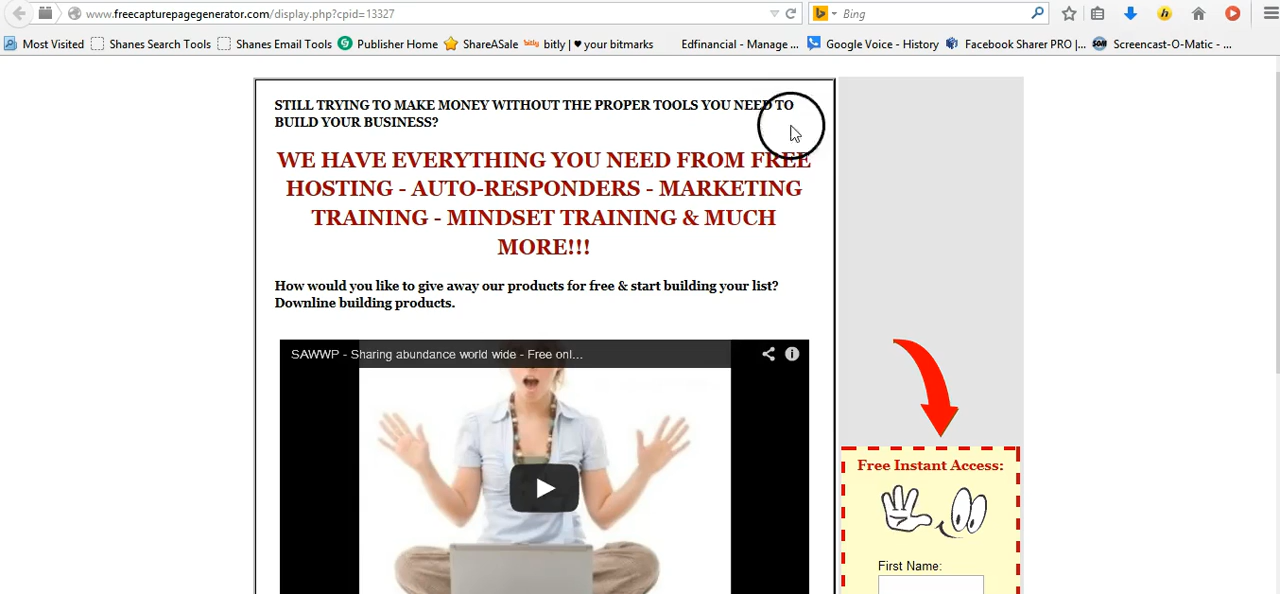 www.freecapturepagegenerator.com/display.php?cpid=13327
Bing
Most Visited Shanes Search Tools Shanes Email Tools Publisher Home ShareASale bitly bitly | ♥ your bitmarks Edfinancial - Manage ... Google Voice - History Facebook Sharer PRO |... SOM Screencast-O-Matic - ...
STILL TRYING TO MAKE MONEY WITHOUT THE PROPER TOOLS YOU NEED TO
BUILD YOUR BUSINESS?
WE HAVE EVERYTHING YOU NEED FROM FREE
HOSTING - AUTO-RESPONDERS - MARKETING
TRAINING - MINDSET TRAINING & MUCH
MORE!!!
How would you like to give away our products for free & start building your list?
Downline building products.
SAWWP - Sharing abundance world wide - Free onl...
Free Instant Access:
First Name: